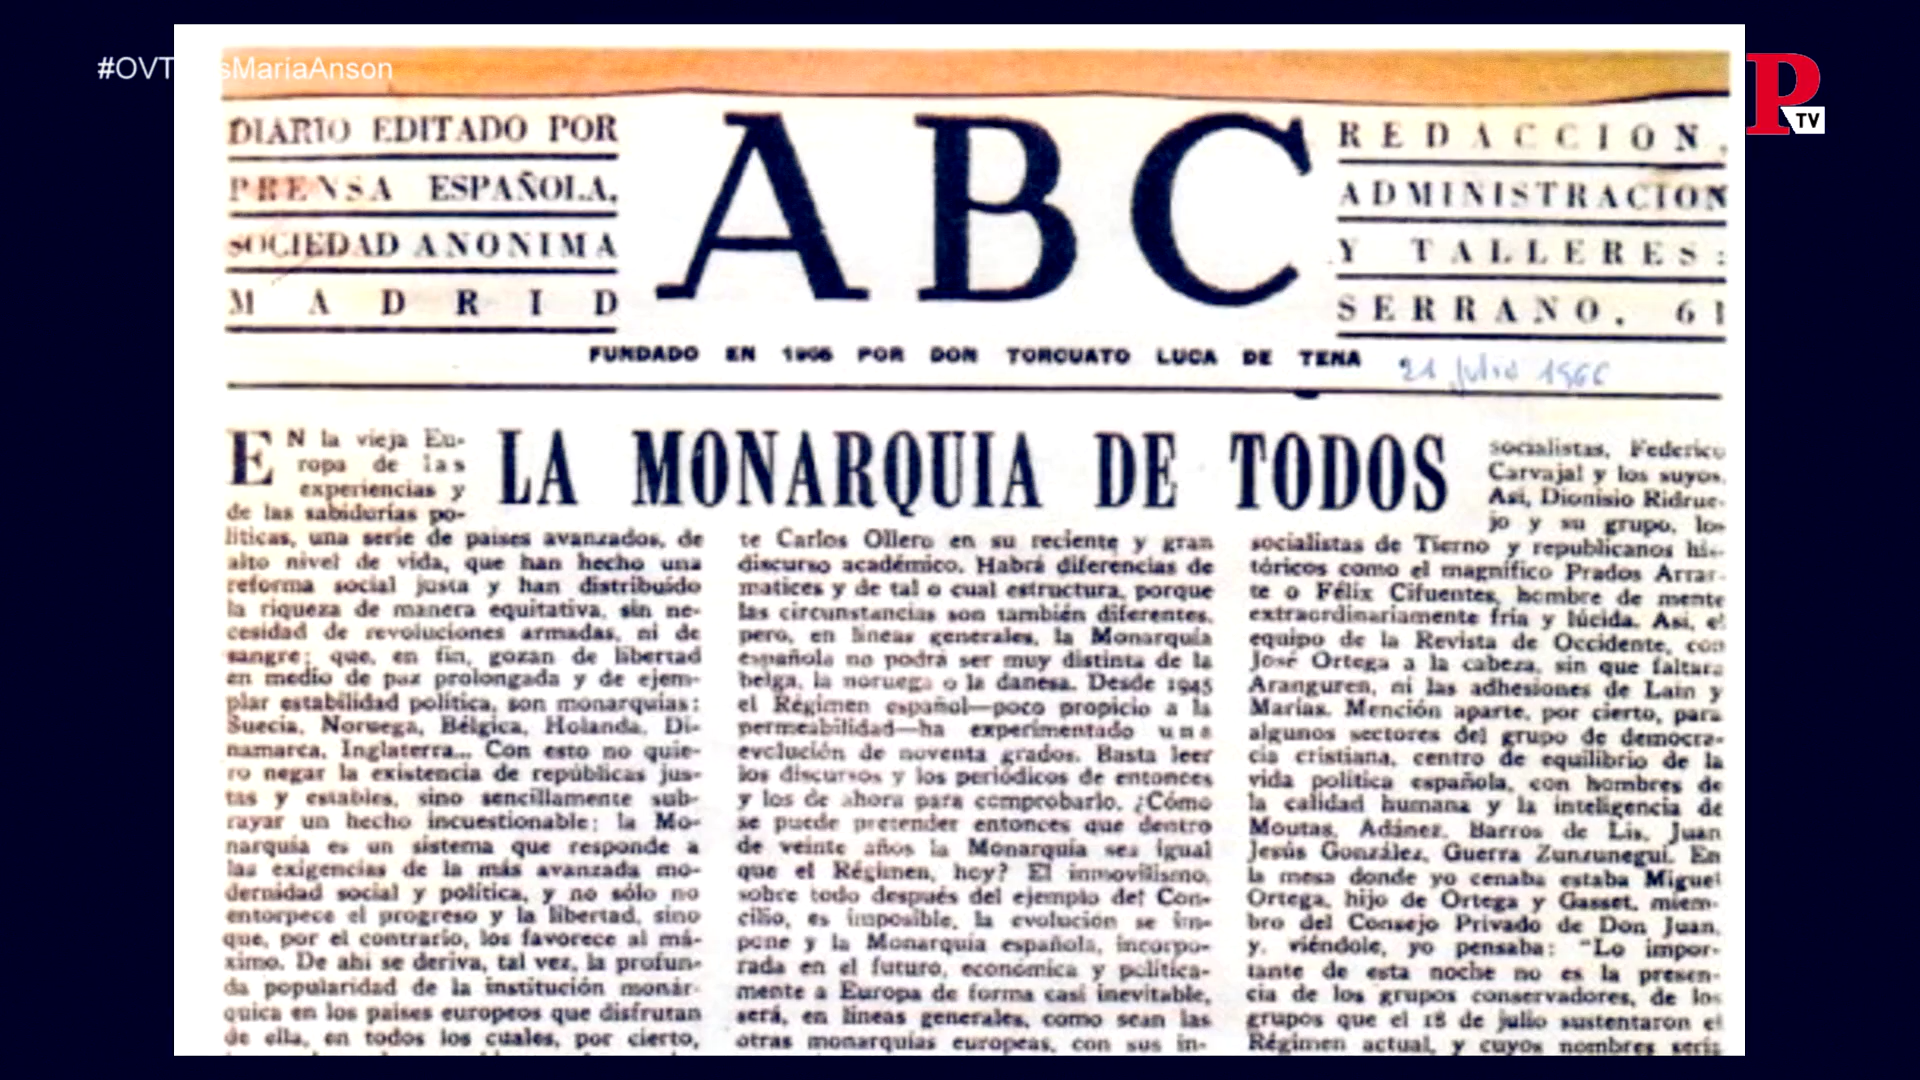 #OVT sMaríaAnson
P
TV
DIARIO EDITADO POR
PRENSA ESPAÑOLA,
SOCIEDAD ANONIMA
MADRID
ABC
REDACCION,
ADMINISTRACION
Y TALLERES:
SERRANO, 61
FUNDADO EN 1905 POR DON TORCUATO LUCA DE TENA
21 julio 1966
LA MONARQUIA DE TODOS
EN la vieja Eu-
ropa de las
experiencias y
de las sabidurías po-
líticas, una serie de países avanzados, de
alto nivel de vida, que han hecho una
reforma social justa y han distribuído
la riqueza de manera equitativa, sin ne-
cesidad de revoluciones armadas, ni de
sangre; que, en fin, gozan de libertad
en medio de paz prolongada y de ejem-
plar estabilidad política, son monarquías:
Suecia, Noruega, Bélgica, Holanda, Di-
namarca, Inglaterra... Con esto no quie-
ro negar la existencia de repúblicas jus-
tas y estables, sino sencillamente sub-
rayar un hecho incuestionable: la Mo-
narquía es un sistema que responde a
las exigencias de la más avanzada mo-
dernidad social y política, y no sólo no
entorpece el progreso y la libertad, sino
que, por el contrario, los favorece al má-
ximo. De ahí se deriva, tal vez, la profun-
da popularidad de la institución monár-
quica en los países europeos que disfrutan
de ella, en todos los cuales, por cierto,
te Carlos Ollero en su reciente y gran
discurso académico. Habrá diferencias de
matices y de tal o cual estructura, porque
las circunstancias son también diferentes,
pero, en líneas generales, la Monarquía
española no podrá ser muy distinta de la
belga, la noruega o la danesa. Desde 1945
el Régimen español—poco propicio a la
permeabilidad—ha experimentado una
evolución de noventa grados. Basta leer
los discursos y los periódicos de entonces
y los de ahora para comprobarlo. ¿Cómo
se puede pretender entonces que dentro
de veinte años la Monarquía sea igual
que el Régimen, hoy? El inmovilismo,
sobre todo después del ejemplo del Con-
cilio, es imposible, la evolución se im-
pone y la Monarquía española, incorpo-
rada en el futuro, económica y política-
mente a Europa de forma casi inevitable,
será, en líneas generales, como sean las
otras monarquías europeas, con sus in-
socialistas, Federico
Carvajal y los suyos.
Así, Dionisio Ridrue-
jo y su grupo, los
socialistas de Tierno y republicanos his-
tóricos como el magnífico Prados Arrar-
te o Félix Cifuentes, hombre de mente
extraordinariamente fría y lúcida. Así, el
equipo de la Revista de Occidente, con
José Ortega a la cabeza, sin que faltara
Aranguren, ni las adhesiones de Laín y
Marías. Mención aparte, por cierto, para
algunos sectores del grupo de democra-
cia cristiana, centro de equilibrio de la
vida política española, con hombres de
la calidad humana y la inteligencia de
Moutas, Adánez, Barros de Lis, Juan
Jesús González, Guerra Zunzunegui. En
la mesa donde yo cenaba estaba Miguel
Ortega, hijo de Ortega y Gasset, miem-
bro del Consejo Privado de Don Juan,
y, viéndole, yo pensaba: "Lo impor-
tante de esta noche no es la presen-
cia de los grupos conservadores, de los
grupos que el 18 de julio sustentaron el
Régimen actual, y cuyos nombres sería